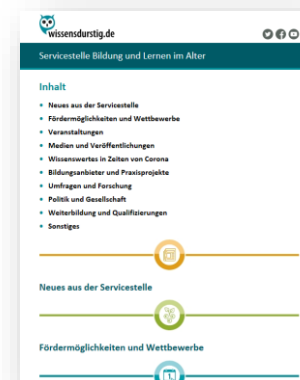 wissensdurstig.de
Servicestelle Bildung und Lernen im Alter
Inhalt
• Neues aus der Servicestelle
• Fördermöglichkeiten und Wettbewerbe
• Veranstaltungen
• Medien und Veröffentlichungen
• Wissenswertes in Zeiten von Corona
• Bildungsanbieter und Praxisprojekte
• Umfragen und Forschung
• Politik und Gesellschaft
• Weiterbildung und Qualifizierungen
• Sonstiges
Neues aus der Servicestelle
Fördermöglichkeiten und Wettbewerbe